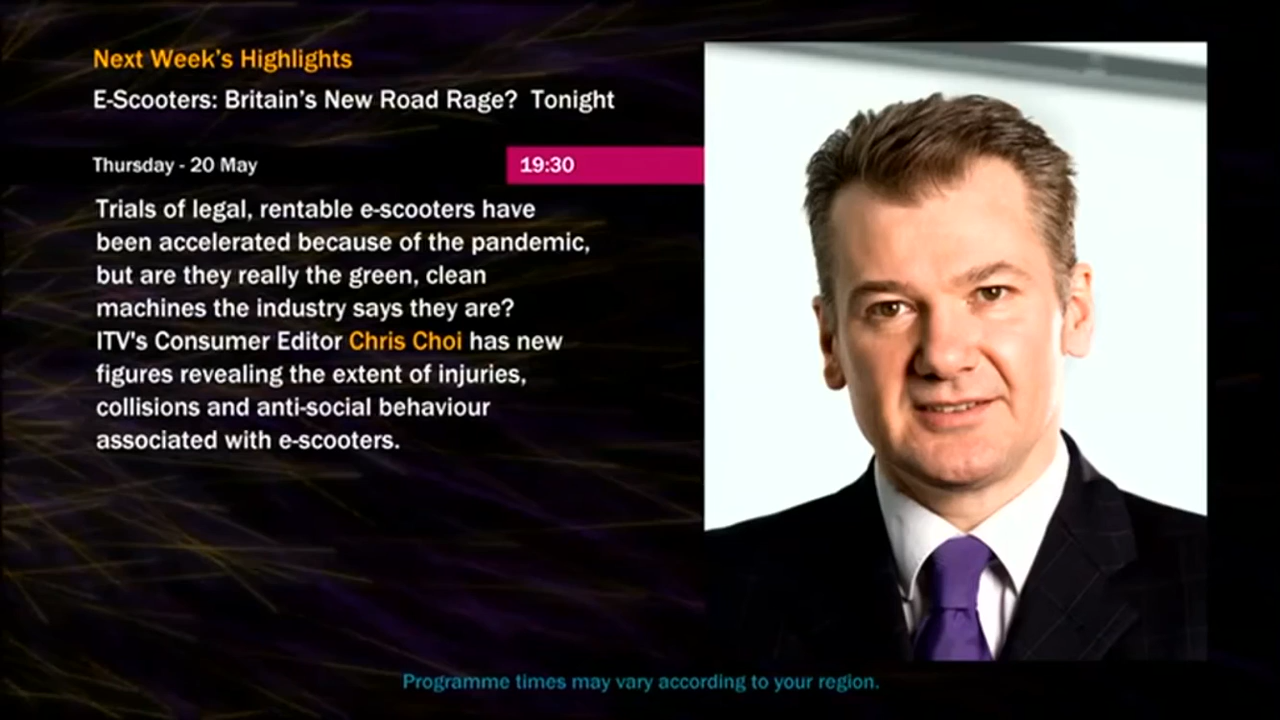 Next Week's Highlights
E-Scooters: Britain's New Road Rage?  Tonight
Thursday - 20 May
19:30
Trials of legal, rentable e-scooters have
been accelerated because of the pandemic,
but are they really the green, clean
machines the industry says they are?
ITV's Consumer Editor Chris Choi has new
figures revealing the extent of injuries,
collisions and anti-social behaviour
associated with e-scooters.
Programme times may vary according to your region.